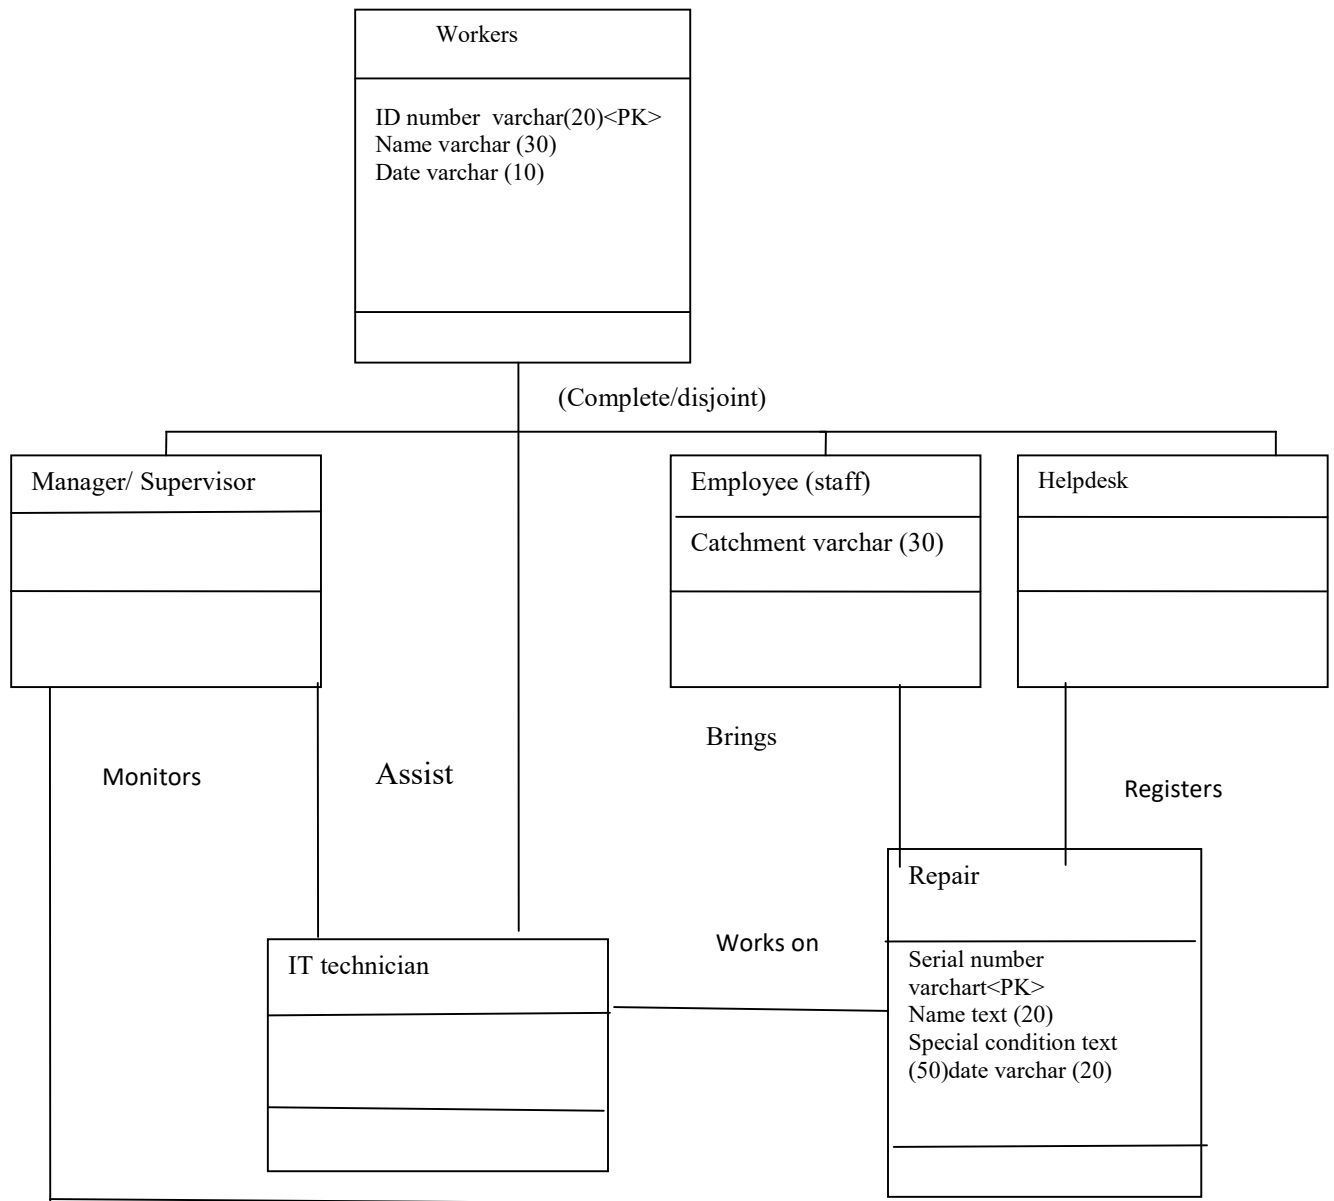 Workers
ID number  varchar(20)<PK>
Name varchar (30)
Date varchar (10)
(Complete/disjoint)
Manager/ Supervisor
Employee (staff)
Catchment varchar (30)
Helpdesk
Monitors
Assist
Brings
Registers
IT technician
Works on
Repair
Serial number
varchart<PK>
Name text (20)
Special condition text
(50)date varchar (20)